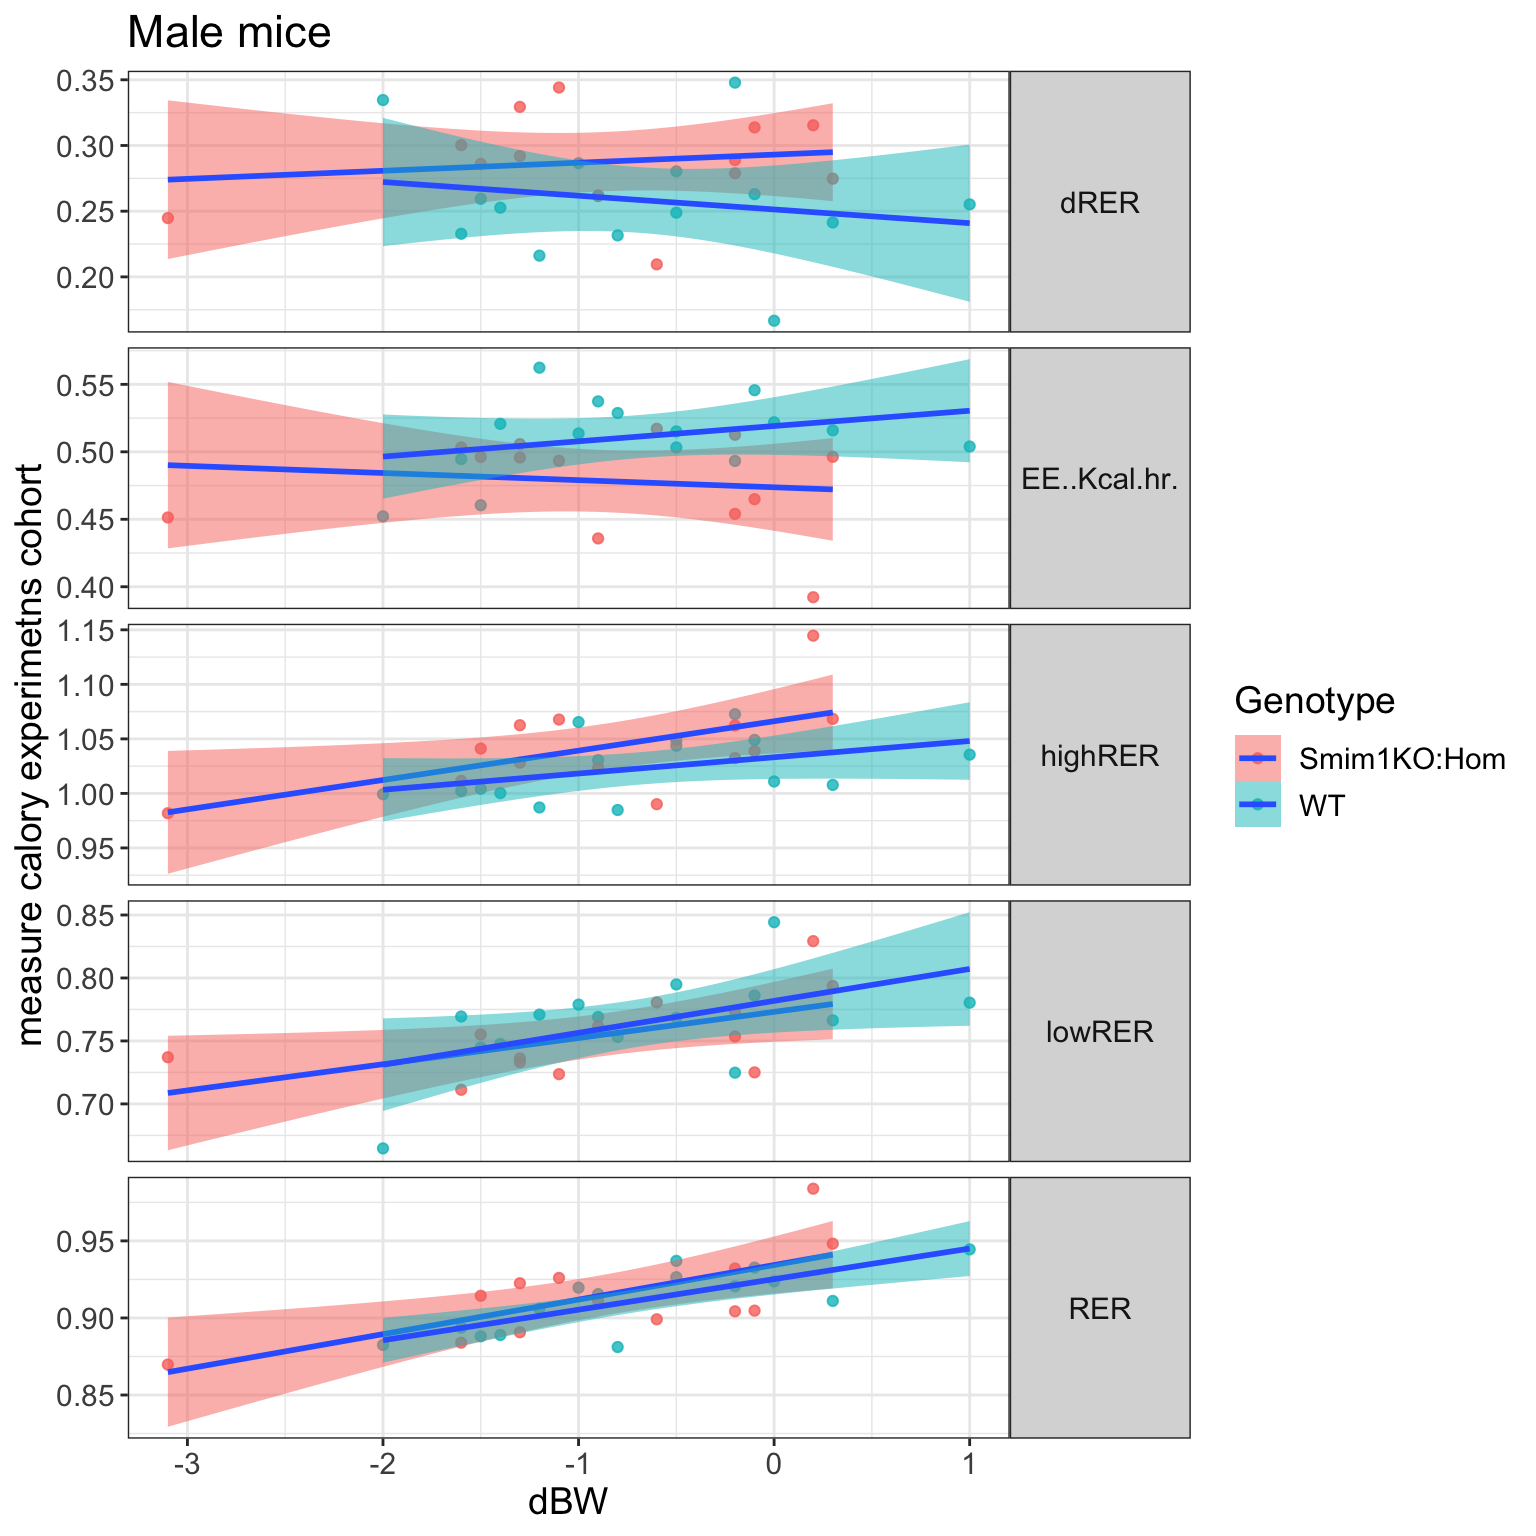 Male mice
0.35
0.30
0.25
0.20
dRER
0.55
0.50
0.45
0.40
EE..Kcal.hr.
measure calory experimetns cohort
1.15
1.10
1.05
1.00
0.95
highRER
Genotype
Smim1KO:Hom
WT
0.85
0.80
0.75
0.70
lowRER
0.95
0.90
0.85
RER
-3 -2 -1 0 1
dBW